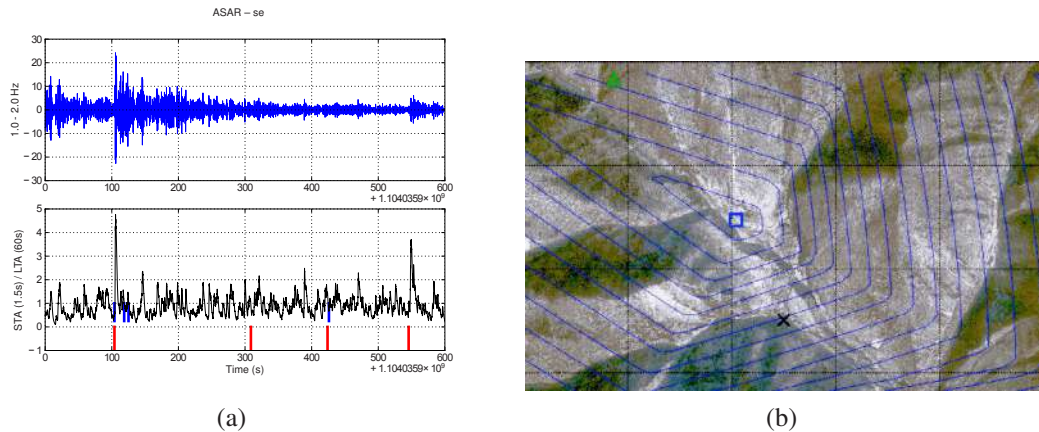 ASAR – se
1.0 - 2.0 Hz
30
20
10
0
− 10
− 20
− 30
0 100 200 300 400 500 600
+ 1.1040359× 10⁹
STA (1.5s) / LTA (60s)
5
4
3
2
1
0
− 1
0 100 200 300 400 500 600
Time (s)
+ 1.1040359× 10⁹
(a)
(b)